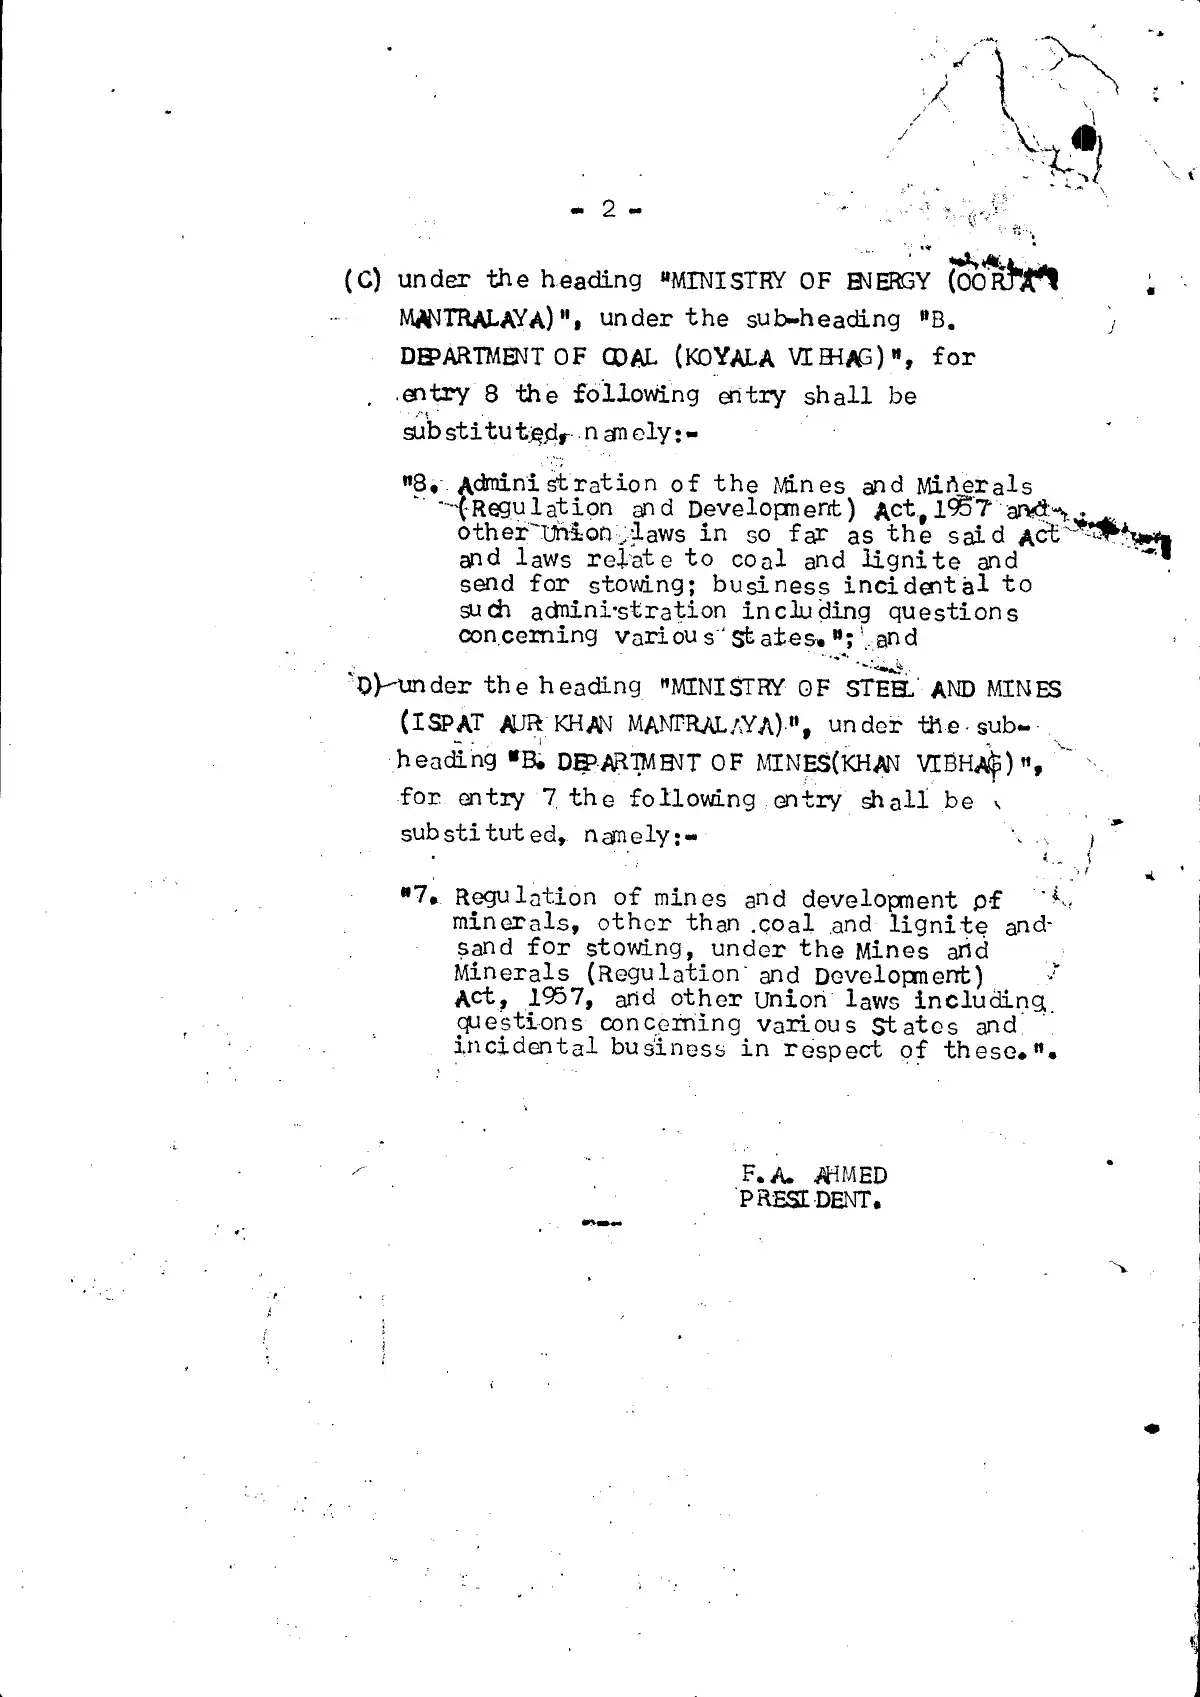 - 2 -
(C) under the heading "MINISTRY OF ENERGY (OORJA
MANTRALAYA)", under the sub-heading "B.
DEPARTMENT OF COAL (KOYALA VIBHAG)", for
entry 8 the following entry shall be
substituted, namely:-
"8. Administration of the Mines and Minerals
(Regulation and Development) Act, 1957 and
other Union laws in so far as the said Act
and laws relate to coal and lignite and
send for stowing; business incidental to
such administration including questions
concerning various States.."; and
D) under the heading "MINISTRY OF STEEL AND MINES
(ISPAT AUR KHAN MANTRALAYA)", under the sub-
heading "B. DEPARTMENT OF MINES(KHAN VIBHAG)",
for entry 7 the following entry shall be
substituted, namely:-
"7. Regulation of mines and development of
minerals, other than coal and lignite and
sand for stowing, under the Mines and
Minerals (Regulation and Development)
Act, 1957, and other Union laws including
questions concerning various States and
incidental business in respect of these.".
F.A. AHMED
PRESIDENT.